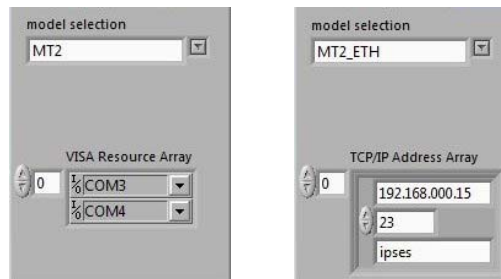 model selection
MT2
VISA Resource Array
0
I/O COM3
COM4
model selection
MT2_ETH
TCP/IP Address Array
0
192.168.000.15
23
ipses